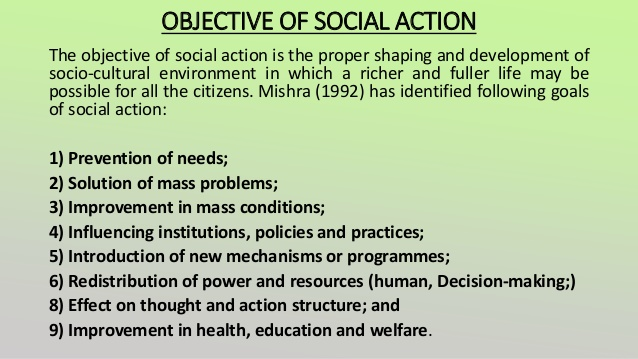 OBJECTIVE OF SOCIAL ACTION
The objective of social action is the proper shaping and development of
socio-cultural environment in which a richer and fuller life may be
possible for all the citizens. Mishra (1992) has identified following goals
of social action:
1) Prevention of needs;
2) Solution of mass problems;
3) Improvement in mass conditions;
4) Influencing institutions, policies and practices;
5) Introduction of new mechanisms or programmes;
6) Redistribution of power and resources (human, Decision-making;)
8) Effect on thought and action structure; and
9) Improvement in health, education and welfare.